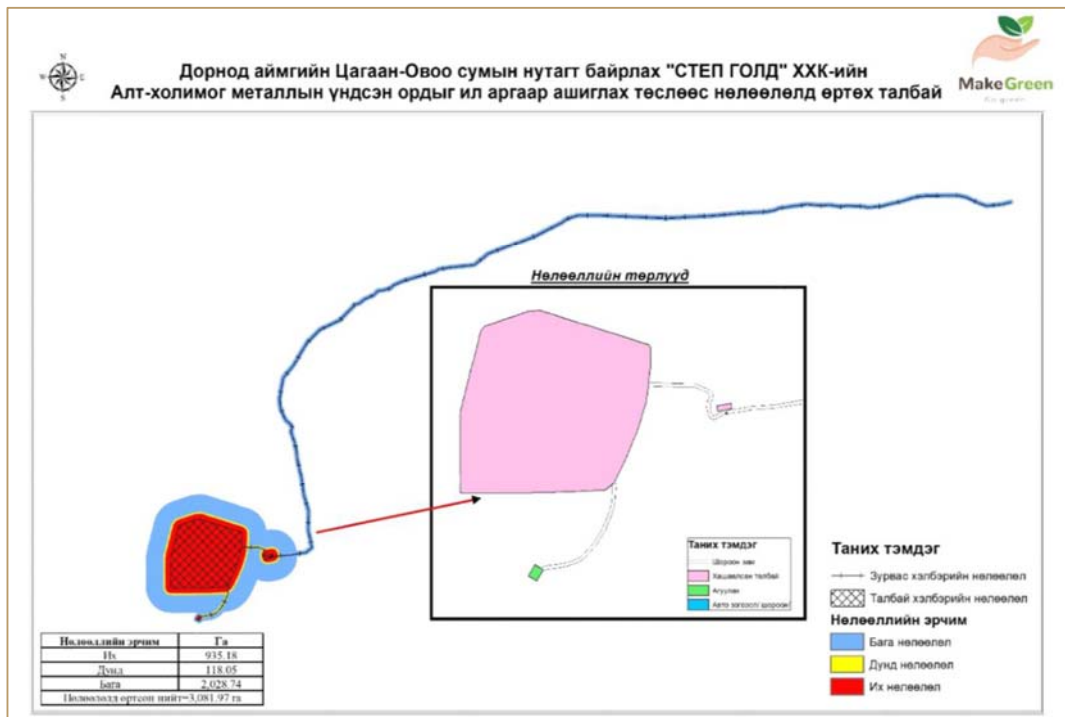 N
W E
S
Дорнод аймгийн Цагаан-Овоо сумын нутагт байрлах "СТЕП ГОЛД" ХХК-ийн
Алт-холимог металлын үндсэн ордыг ил аргаар ашиглах төслөөс нөлөөлөлд өртөх талбай
MakeGreen
Нөлөөллийн төрлүүд
Таних тэмдэг
Шороон зам
Хашаалсан талбай
Агуулах
Авто зогсоол/шороон/
Таних тэмдэг
Зурвас хэлбэрийн нөлөөлөл
Талбай хэлбэрийн нөлөөлөл
Нөлөөллийн эрчим
Бага нөлөөлөл
Дунд нөлөөлөл
Их нөлөөлөл
Нөлөөллийн эрчим Га
Их 935.18
Дунд 118.05
Бага 2,028.74
Нөлөөлөлд өртсөн нийт=3,081.97 га